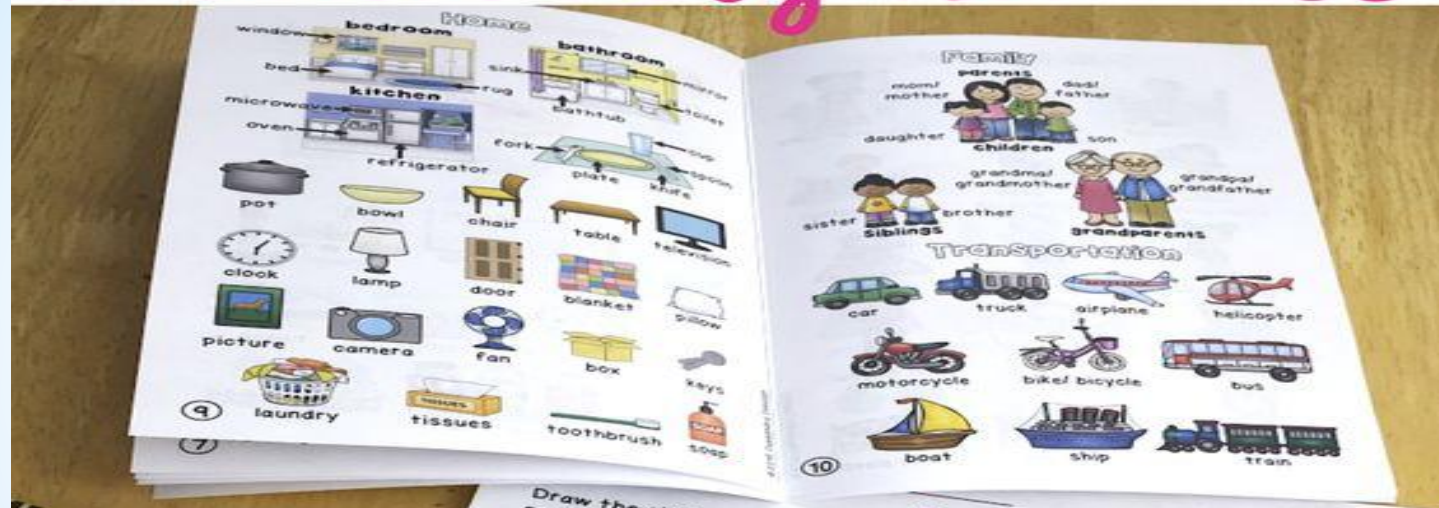 Home
bedroom
window
bed
rug
bathroom
sink
mirror
bathtub
toilet
kitchen
microwave
oven
refrigerator
fork
cup
plate
knife
spoon
pot
bowl
chair
table
television
clock
lamp
door
blanket
pillow
picture
camera
fan
box
keys
laundry
TISSUES
tissues
toothbrush
SOAP
soap
9
7
Family
parents
mom/
mother
dad/
father
daughter
son
children
grandma/
grandmother
grandpa/
grandfather
sister
brother
siblings
grandparents
Transportation
car
truck
airplane
helicopter
motorcycle
bike/ bicycle
bus
boat
ship
train
10
Draw the